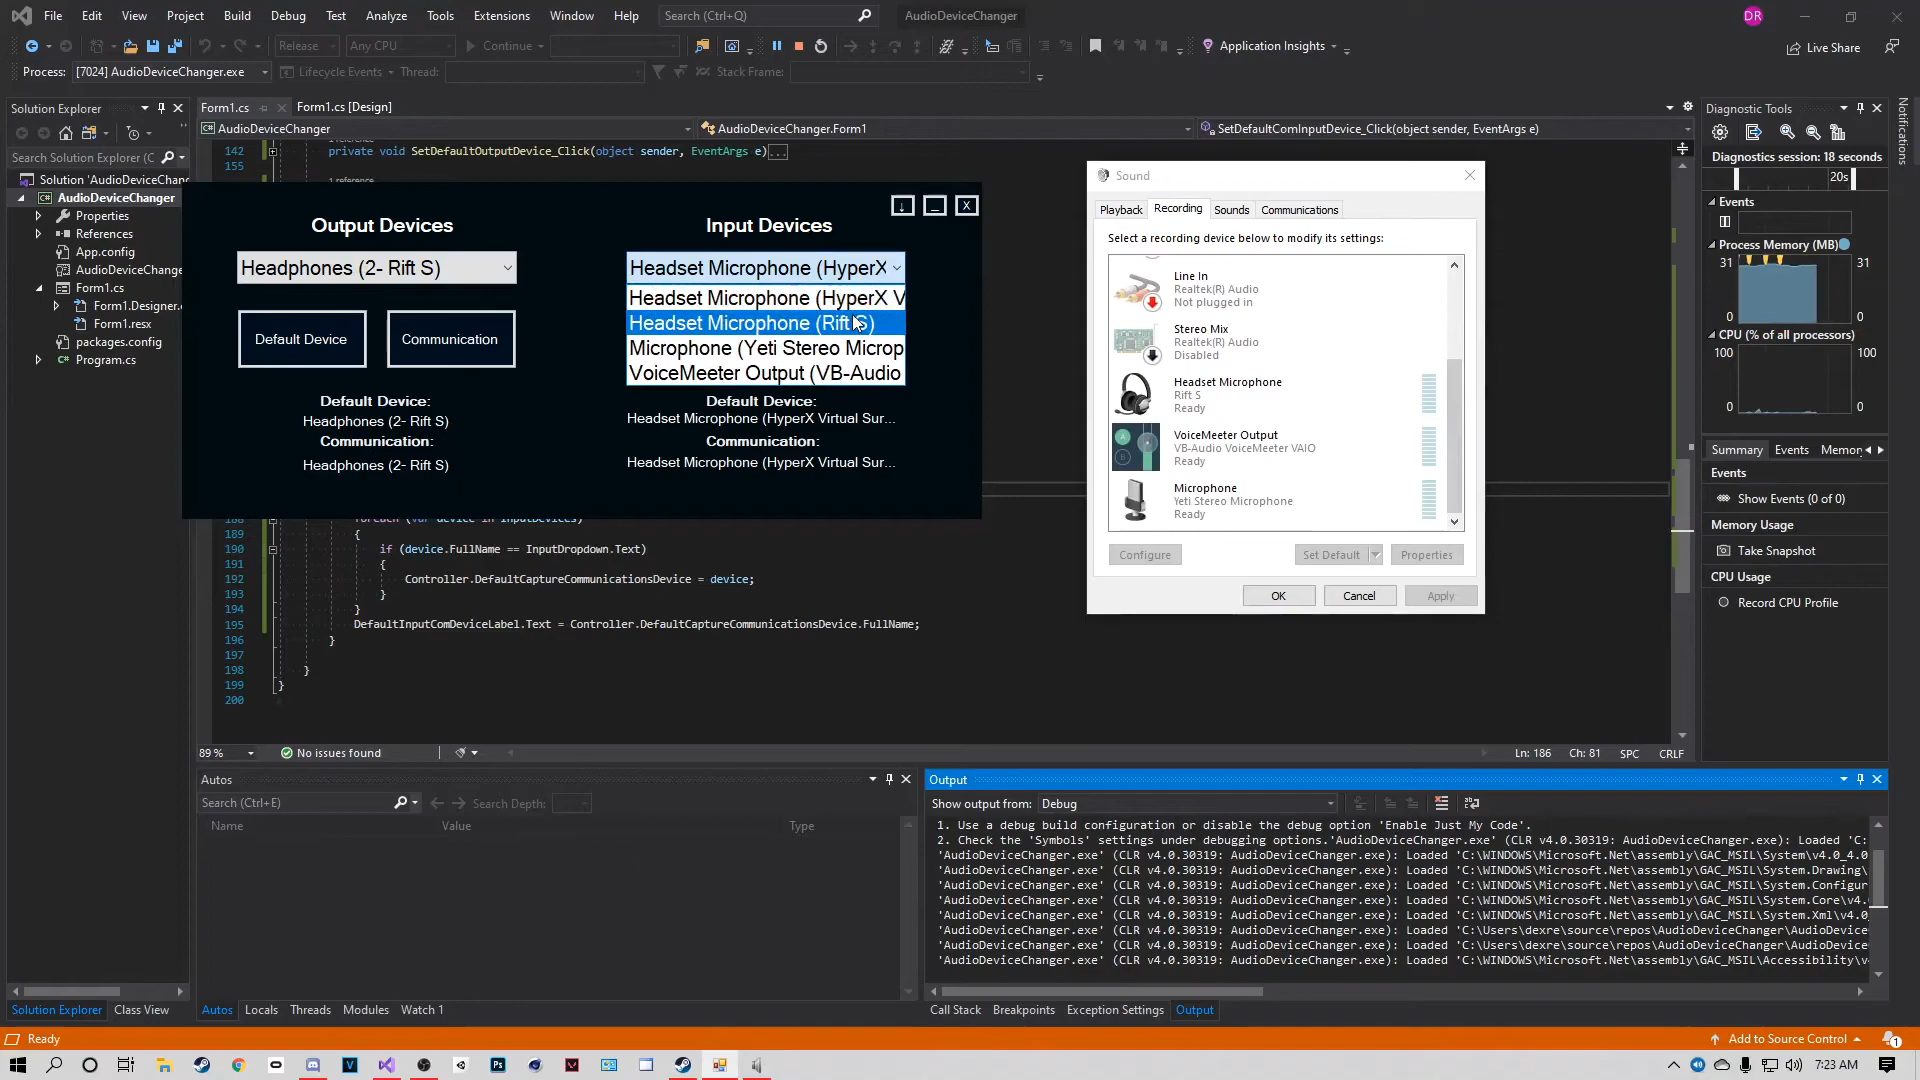 File Edit View Project Build Debug Test Analyze Tools Extensions Window Help Search (Ctrl+Q) AudioDeviceChanger DR
Release Any CPU Continue Application Insights Live Share
Process: [7024] AudioDeviceChanger.exe Lifecycle Events Thread: Stack Frame:
Solution Explorer
Search Solution Explorer (C
Solution 'AudioDeviceChan
AudioDeviceChanger
Properties
References
App.config
AudioDeviceChange
Form1.cs
Form1.Designer.c
Form1.resx
packages.config
Program.cs
Form1.cs Form1.cs [Design]
AudioDeviceChanger AudioDeviceChanger.Form1 SetDefaultComInputDevice_Click(object sender, EventArgs e)
142 private void SetDefaultOutputDevice_Click(object sender, EventArgs e)...
155
Output Devices
Headphones (2- Rift S)
Default Device Communication
Default Device:
Headphones (2- Rift S)
Communication:
Headphones (2- Rift S)
↓ _ X
Input Devices
Headset Microphone (HyperX
Headset Microphone (HyperX V
Headset Microphone (Rift S)
Microphone (Yeti Stereo Microp
VoiceMeeter Output (VB-Audio
Default Device:
Headset Microphone (HyperX Virtual Sur...
Communication:
Headset Microphone (HyperX Virtual Sur...
188 foreach (var device in InputDevices)
189 {
190 if (device.FullName == InputDropdown.Text)
191 {
192 Controller.DefaultCaptureCommunicationsDevice = device;
193 }
194 }
195 DefaultInputComDeviceLabel.Text = Controller.DefaultCaptureCommunicationsDevice.FullName;
196 }
197
198 }
199 }
200
Sound
Playback Recording Sounds Communications
Select a recording device below to modify its settings:
Line In
Realtek(R) Audio
Not plugged in
Stereo Mix
Realtek(R) Audio
Disabled
Headset Microphone
Rift S
Ready
VoiceMeeter Output
VB-Audio VoiceMeeter VAIO
Ready
Microphone
Yeti Stereo Microphone
Ready
Configure Set Default Properties
OK Cancel Apply
Diagnostic Tools
Notifications
Diagnostics session: 18 seconds
20s
Events
Process Memory (MB)
31 31
0 0
CPU (% of all processors)
100 100
0 0
Summary Events Memor
Events
Show Events (0 of 0)
Memory Usage
Take Snapshot
CPU Usage
Record CPU Profile
89 % No issues found Ln: 186 Ch: 81 SPC CRLF
Autos
Search (Ctrl+E) Search Depth:
Name Value Type
Output
Show output from: Debug
1. Use a debug build configuration or disable the debug option 'Enable Just My Code'.
2. Check the 'Symbols' settings under debugging options.'AudioDeviceChanger.exe' (CLR v4.0.30319: AudioDeviceChanger.exe): Loaded 'C:
'AudioDeviceChanger.exe' (CLR v4.0.30319: AudioDeviceChanger.exe): Loaded 'C:\WINDOWS\Microsoft.Net\assembly\GAC_MSIL\System\v4.0_4.0
'AudioDeviceChanger.exe' (CLR v4.0.30319: AudioDeviceChanger.exe): Loaded 'C:\WINDOWS\Microsoft.Net\assembly\GAC_MSIL\System.Drawing\
'AudioDeviceChanger.exe' (CLR v4.0.30319: AudioDeviceChanger.exe): Loaded 'C:\WINDOWS\Microsoft.Net\assembly\GAC_MSIL\System.Configur
'AudioDeviceChanger.exe' (CLR v4.0.30319: AudioDeviceChanger.exe): Loaded 'C:\WINDOWS\Microsoft.Net\assembly\GAC_MSIL\System.Core\v4.
'AudioDeviceChanger.exe' (CLR v4.0.30319: AudioDeviceChanger.exe): Loaded 'C:\WINDOWS\Microsoft.Net\assembly\GAC_MSIL\System.Xml\v4.0_
'AudioDeviceChanger.exe' (CLR v4.0.30319: AudioDeviceChanger.exe): Loaded 'C:\Users\dexre\source\repos\AudioDeviceChanger\AudioDevice
'AudioDeviceChanger.exe' (CLR v4.0.30319: AudioDeviceChanger.exe): Loaded 'C:\Users\dexre\source\repos\AudioDeviceChanger\AudioDevice
'AudioDeviceChanger.exe' (CLR v4.0.30319: AudioDeviceChanger.exe): Loaded 'C:\WINDOWS\Microsoft.Net\assembly\GAC_MSIL\Accessibility\v
Solution Explorer Class View Autos Locals Threads Modules Watch 1 Call Stack Breakpoints Exception Settings Output
Ready Add to Source Control 1
7:23 AM